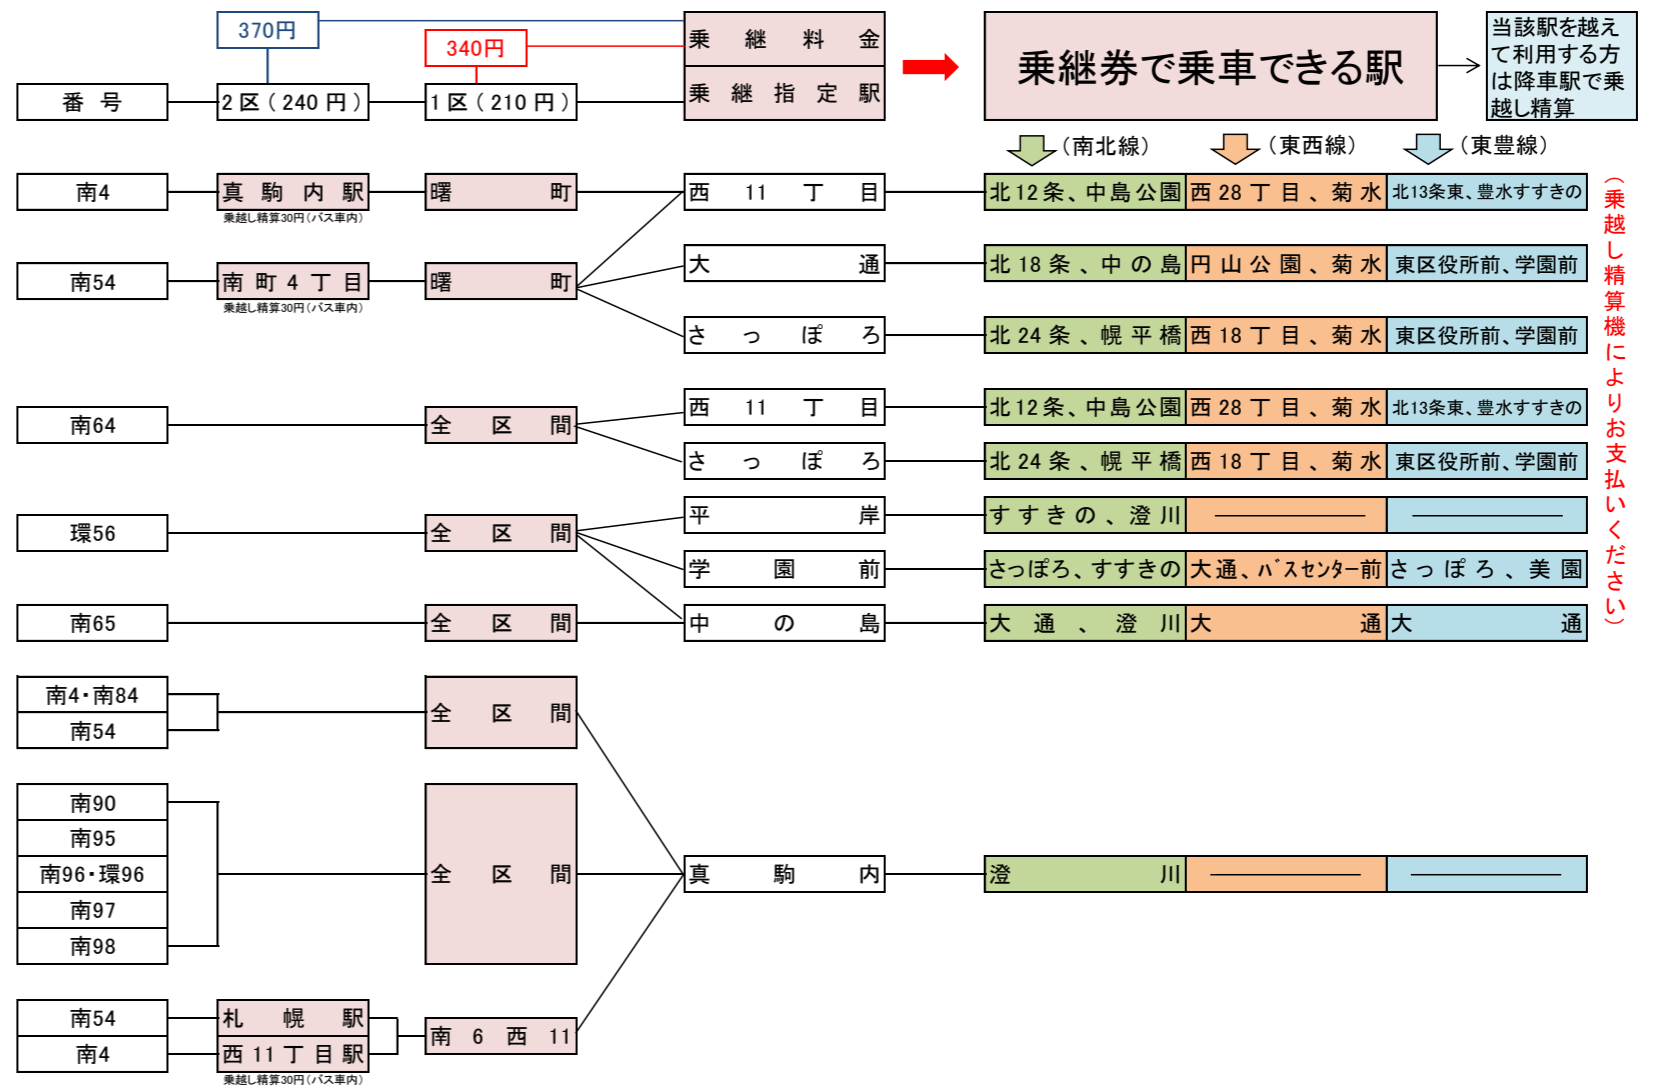 370円
340円
乗継料金
乗継指定駅
番号
2区(240円)
1区(210円)
乗継券で乗車できる駅
当該駅を越え
て利用する方
は降車駅で乗
越し精算
(南北線)
(東西線)
(東豊線)
南4
真駒内駅
乗越し精算30円(バス車内)
曙町
西11丁目
北12条、中島公園
西28丁目、菊水
北13条東、豊水すすきの
南54
南町4丁目
乗越し精算30円(バス車内)
曙町
大通
北18条、中の島
円山公園、菊水
東区役所前、学園前
さっぽろ
北24条、幌平橋
西18丁目、菊水
東区役所前、学園前
南64
全区間
西11丁目
北12条、中島公園
西28丁目、菊水
北13条東、豊水すすきの
さっぽろ
北24条、幌平橋
西18丁目、菊水
東区役所前、学園前
環56
全区間
平岸
すすきの、澄川
学園前
さっぽろ、すすきの
大通、バスセンター前
さっぽろ、美園
南65
全区間
中の島
大通、澄川
大通
大通
(乗越し精算機によりお支払いください)
南4・南84
南54
全区間
南90
南95
南96・環96
南97
南98
全区間
真駒内
澄川
南54
南4
札幌駅
西11丁目駅
乗越し精算30円(バス車内)
南6西11